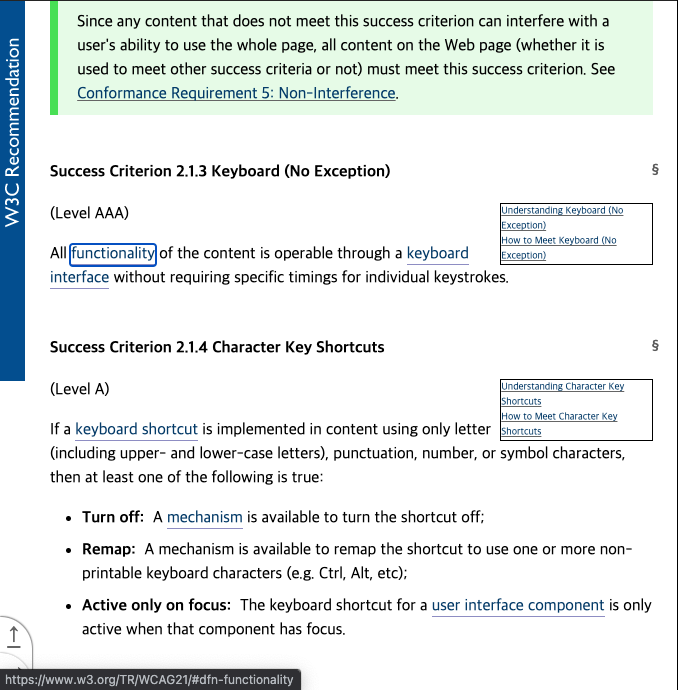 Since any content that does not meet this success criterion can interfere with a
user's ability to use the whole page, all content on the Web page (whether it is
used to meet other success criteria or not) must meet this success criterion. See
Conformance Requirement 5: Non-Interference.
W3C Recommendation
Success Criterion 2.1.3 Keyboard (No Exception)
§
(Level AAA)
Understanding Keyboard (No
Exception)
How to Meet Keyboard (No
Exception)
All functionality of the content is operable through a keyboard
interface without requiring specific timings for individual keystrokes.
Success Criterion 2.1.4 Character Key Shortcuts
§
(Level A)
Understanding Character Key
Shortcuts
How to Meet Character Key
Shortcuts
If a keyboard shortcut is implemented in content using only letter
(including upper- and lower-case letters), punctuation, number, or symbol characters,
then at least one of the following is true:
• Turn off: A mechanism is available to turn the shortcut off;
• Remap: A mechanism is available to remap the shortcut to use one or more non-
printable keyboard characters (e.g. Ctrl, Alt, etc);
• Active only on focus: The keyboard shortcut for a user interface component is only
active when that component has focus.
↑
https://www.w3.org/TR/WCAG21/#dfn-functionality